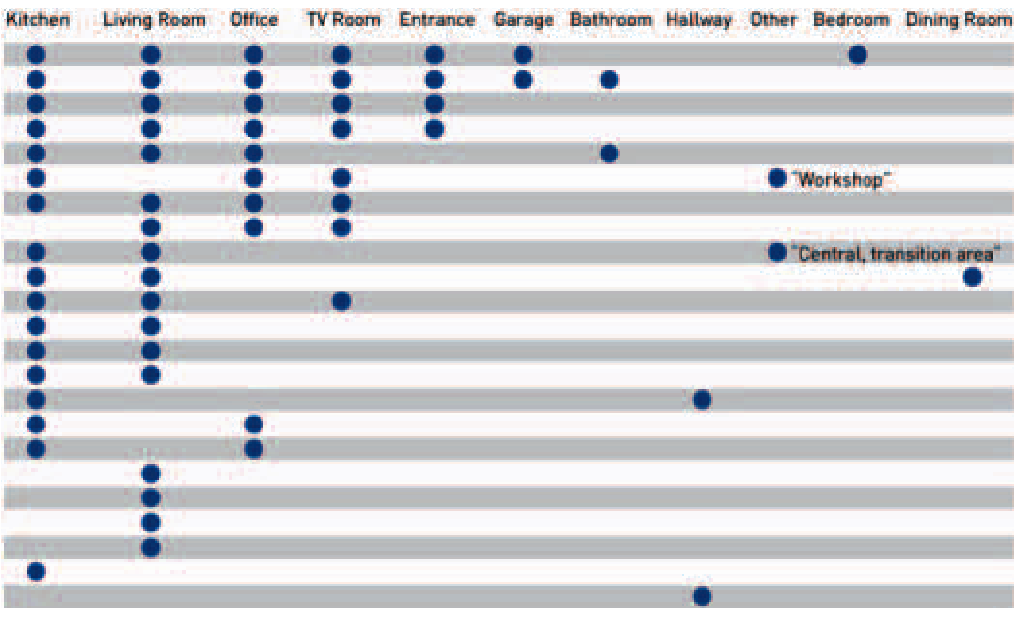 Kitchen Living Room Office TV Room Entrance Garage Bathroom Hallway Other Bedroom Dining Room
"Workshop"
"Central, transition area"